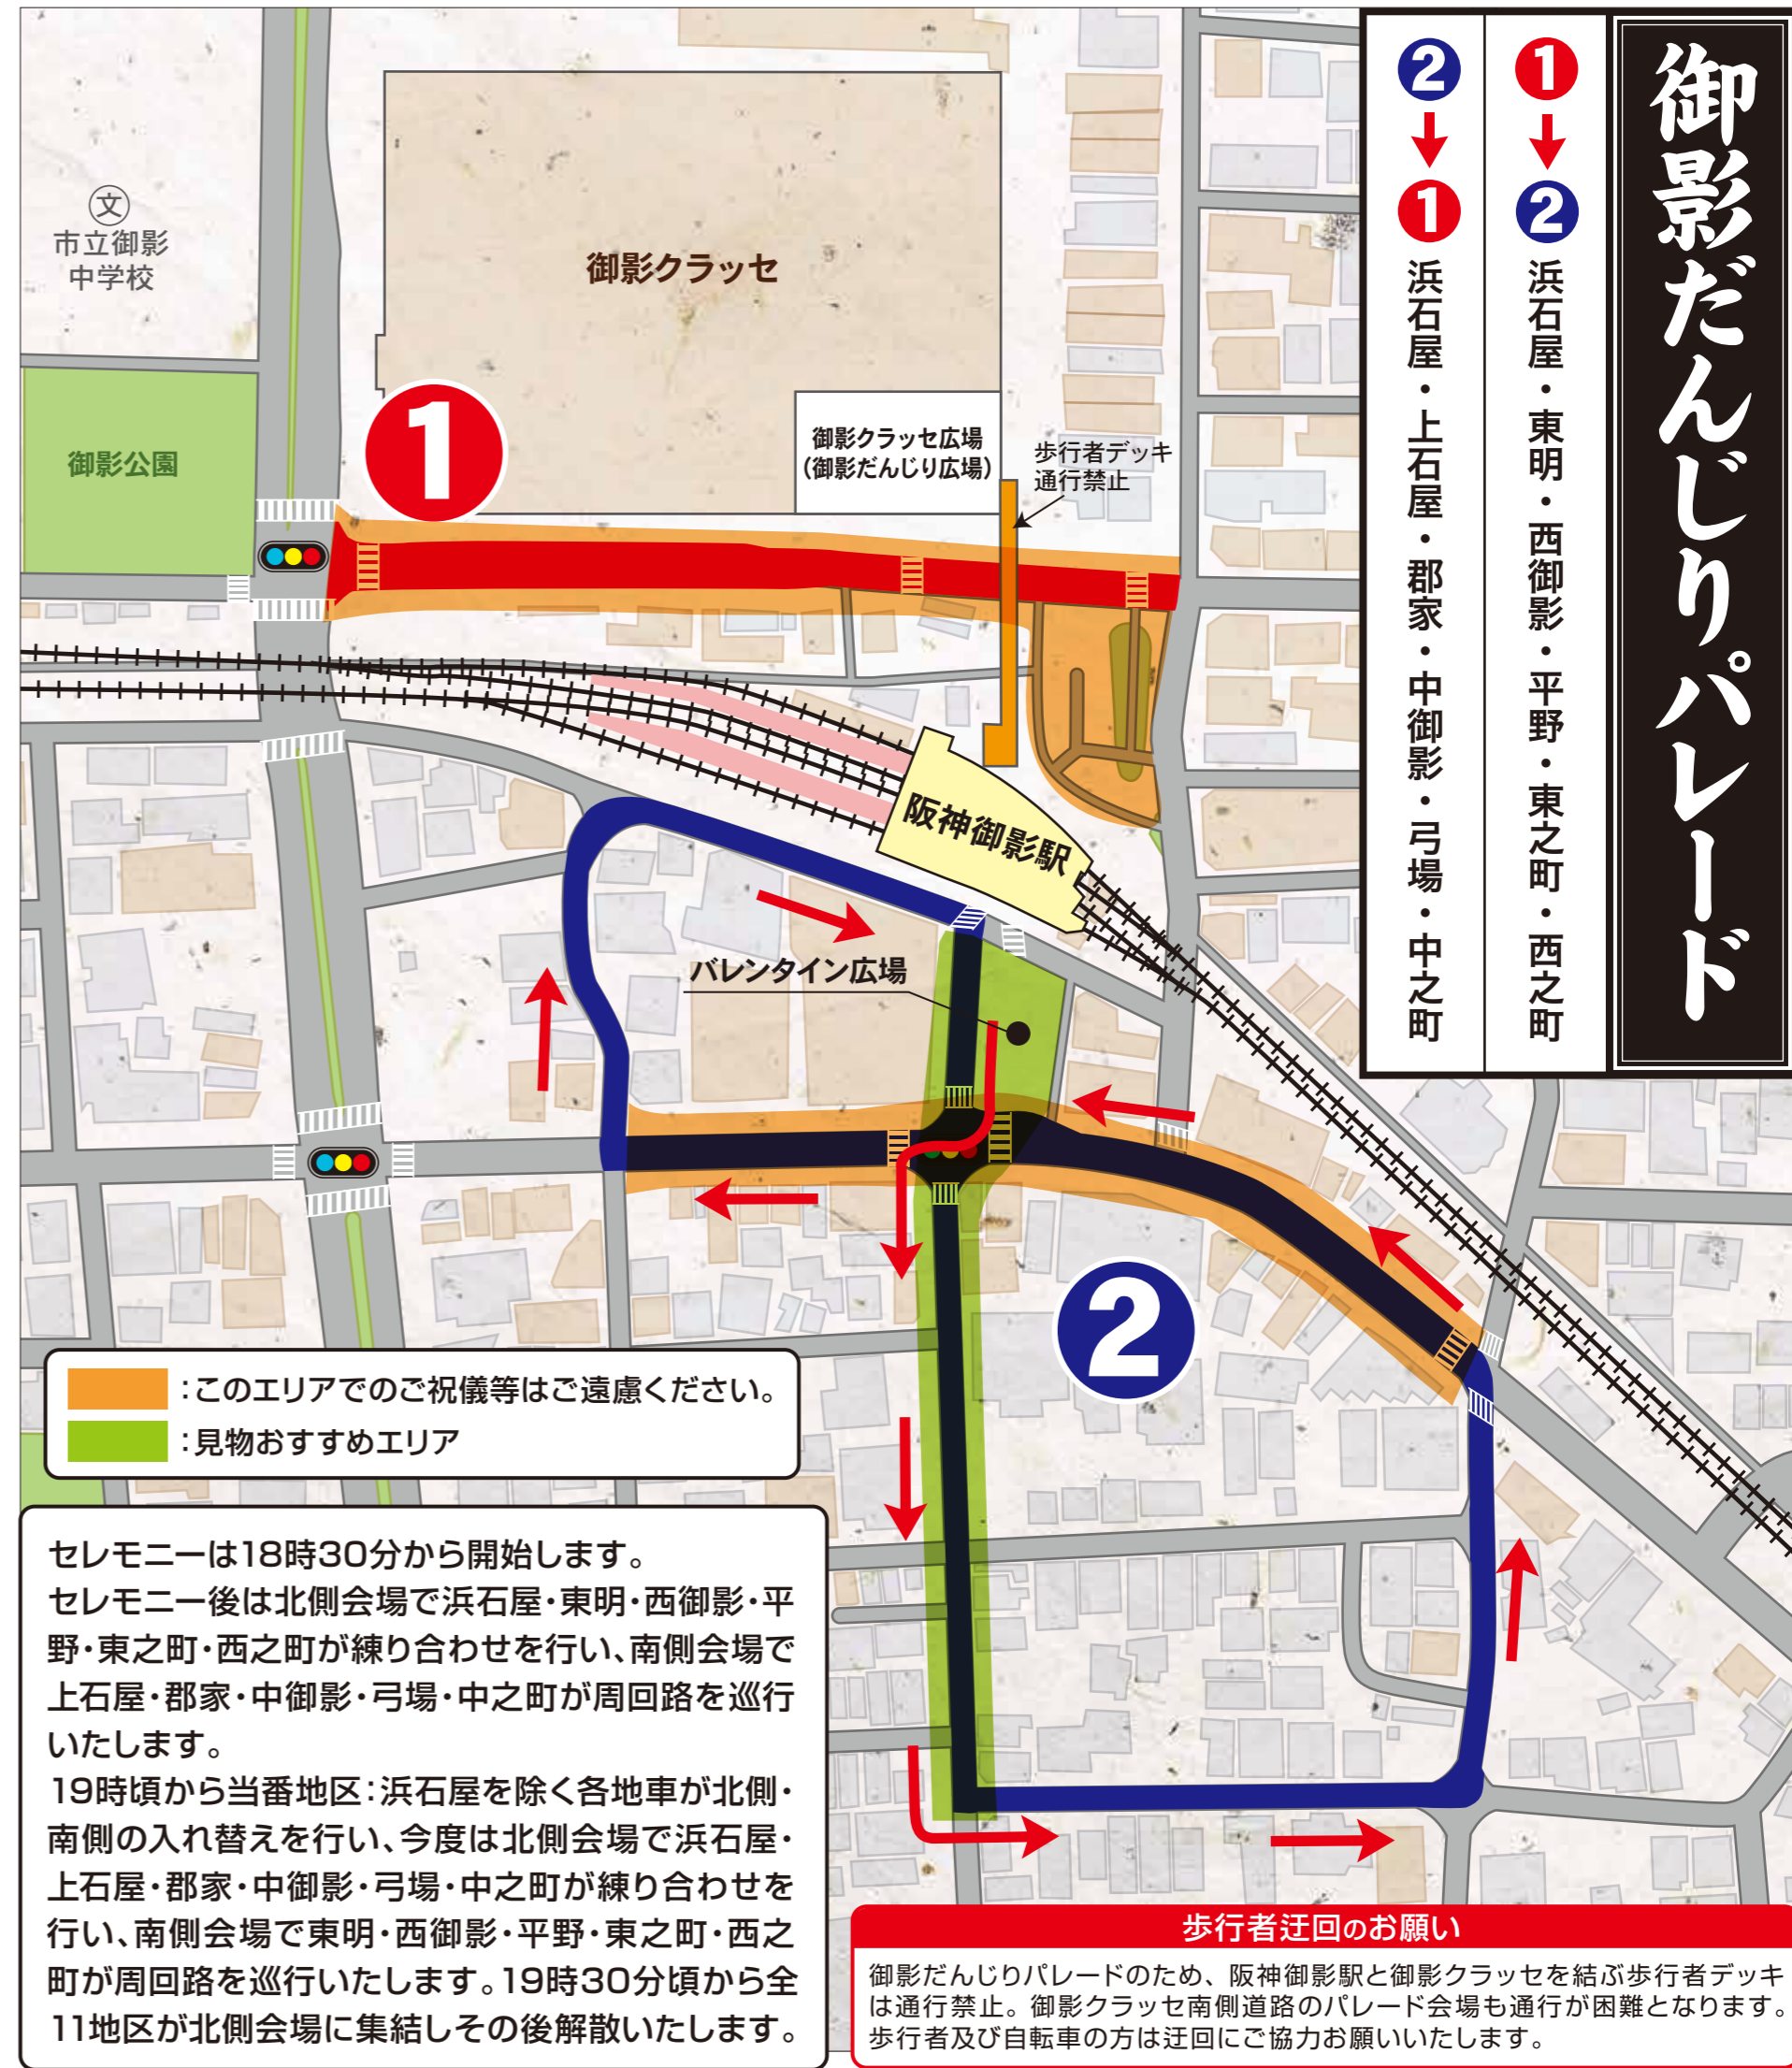 御影だんじりパレード
1→2 浜石屋・東明・西御影・平野・東之町・西之町
2→1 浜石屋・上石屋・郡家・中御影・弓場・中之町
文
市立御影
中学校
御影クラッセ
1
御影公園
御影クラッセ広場
(御影だんじり広場)
歩行者デッキ
通行禁止
阪神御影駅
バレンタイン広場
2
:このエリアでのご祝儀等はご遠慮ください。
:見物おすすめエリア
セレモニーは18時30分から開始します。
セレモニー後は北側会場で浜石屋・東明・西御影・平
野・東之町・西之町が練り合わせを行い、南側会場で
上石屋・郡家・中御影・弓場・中之町が周回路を巡行
いたします。
19時頃から当番地区:浜石屋を除く各地車が北側・
南側の入れ替えを行い、今度は北側会場で浜石屋・
上石屋・郡家・中御影・弓場・中之町が練り合わせを
行い、南側会場で東明・西御影・平野・東之町・西之
町が周回路を巡行いたします。19時30分頃から全
11地区が北側会場に集結しその後解散いたします。
歩行者迂回のお願い
御影だんじりパレードのため、阪神御影駅と御影クラッセを結ぶ歩行者デッキ
は通行禁止。御影クラッセ南側道路のパレード会場も通行が困難となります。
歩行者及び自転車の方は迂回にご協力お願いいたします。